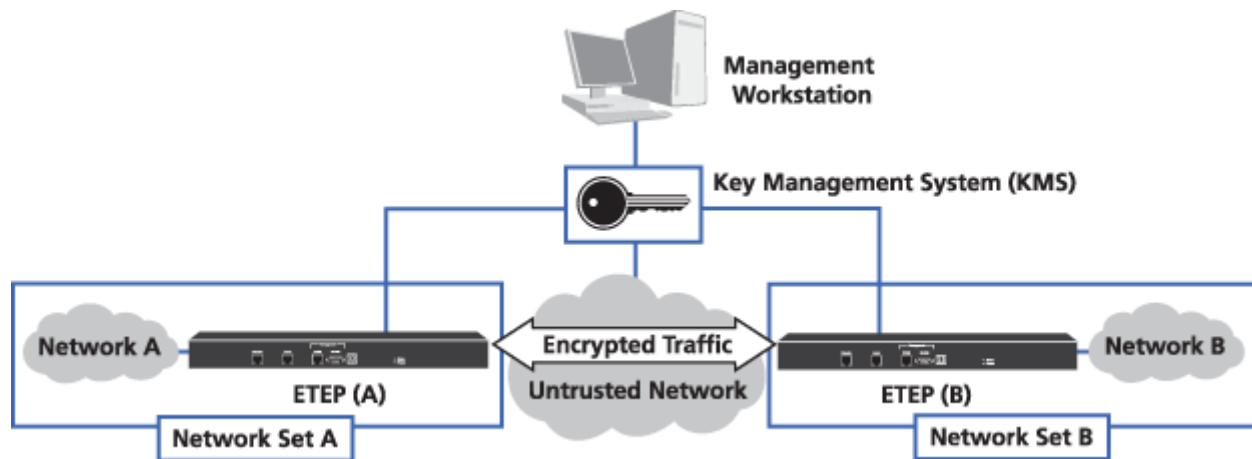 Management
Workstation
Key Management System (KMS)
Network A
Encrypted Traffic
Network B
ETEP (A)
Untrusted Network
ETEP (B)
Network Set A
Network Set B